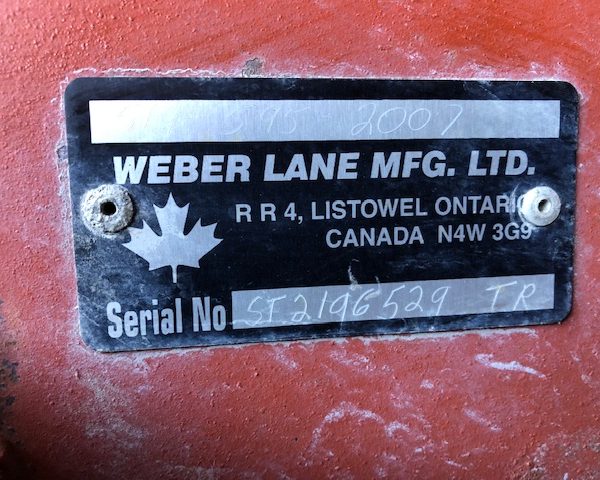 2007
WEBER LANE MFG. LTD.
R R 4, LISTOWEL ONTARIO
CANADA N4W 3G9
Serial No ST2196529 TR